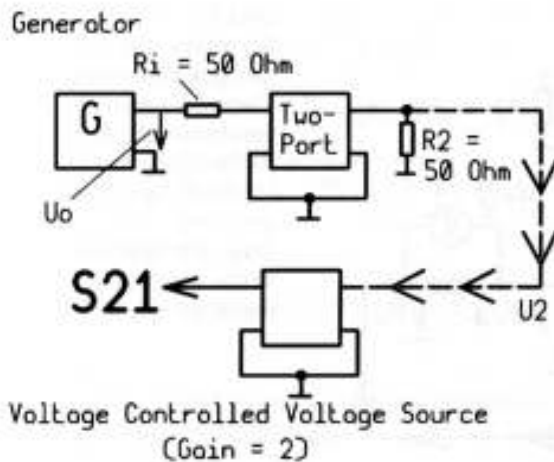 Generator
Ri = 50 Ohm
G
Two-
Port
R2 =
50 Ohm
Uo
S21
U2
Voltage Controlled Voltage Source
(Gain = 2)